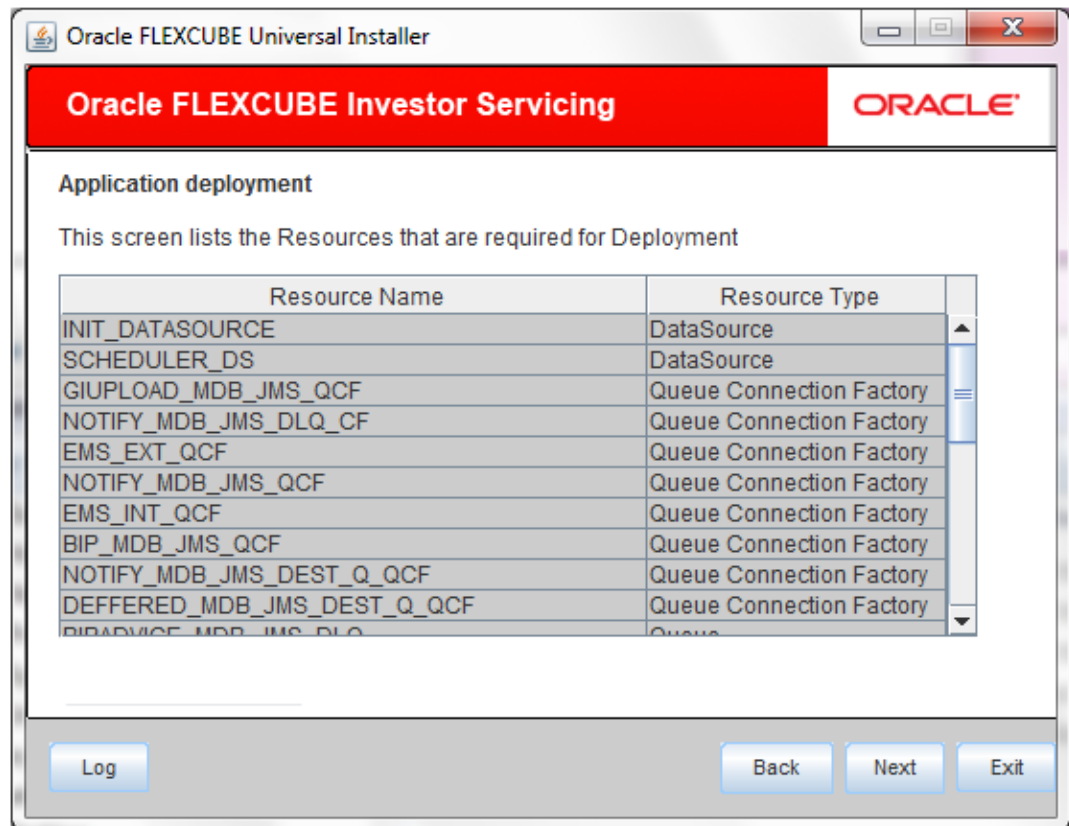 Oracle FLEXCUBE Universal Installer
Oracle FLEXCUBE Investor Servicing ORACLE
Application deployment
This screen lists the Resources that are required for Deployment
Resource Name Resource Type
INIT_DATASOURCE DataSource
SCHEDULER_DS DataSource
GIUPLOAD_MDB_JMS_QCF Queue Connection Factory
NOTIFY_MDB_JMS_DLQ_CF Queue Connection Factory
EMS_EXT_QCF Queue Connection Factory
NOTIFY_MDB_JMS_QCF Queue Connection Factory
EMS_INT_QCF Queue Connection Factory
BIP_MDB_JMS_QCF Queue Connection Factory
NOTIFY_MDB_JMS_DEST_Q_QCF Queue Connection Factory
DEFFERED_MDB_JMS_DEST_Q_QCF Queue Connection Factory
BIPADVICE_MDB_JMS_DLQ Queue
Log Back Next Exit